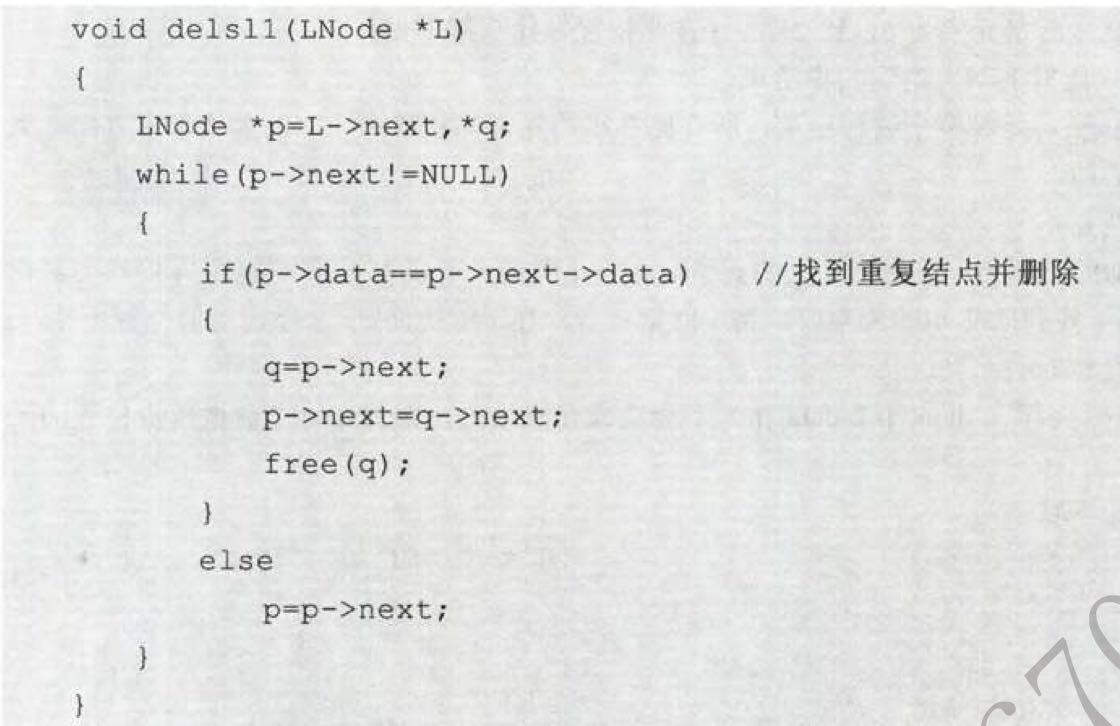 void delsl1(LNode *L)
{
LNode *p=L->next,*q;
while(p->next!=NULL)
{
if(p->data==p->next->data) //找到重复结点并删除
{
q=p->next;
p->next=q->next;
free(q);
}
else
p=p->next;
}
}